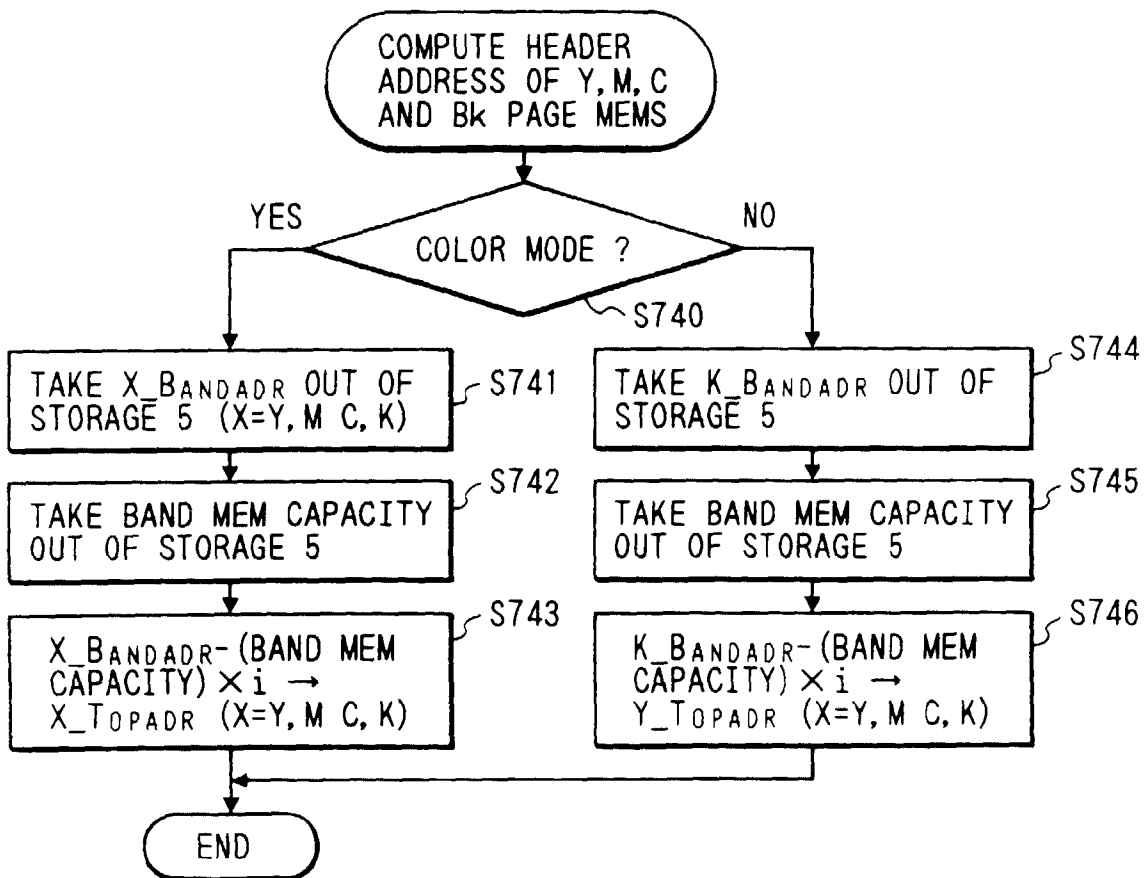 COMPUTE HEADER
ADDRESS OF Y, M, C
AND Bk PAGE MEMS
YES
NO
COLOR MODE ?
S740
TAKE X_BANDADR OUT OF
STORAGE 5 (X=Y, M C, K)
S741
TAKE BAND MEM CAPACITY
OUT OF STORAGE 5
S742
X_BANDADR-(BAND MEM
CAPACITY) × i →
X_TOPADR (X=Y, M C, K)
S743
TAKE K_BANDADR OUT OF
STORAGE 5
S744
TAKE BAND MEM CAPACITY
OUT OF STORAGE 5
S745
K_BANDADR-(BAND MEM
CAPACITY) × i →
Y_TOPADR (X=Y, M C, K)
S746
END